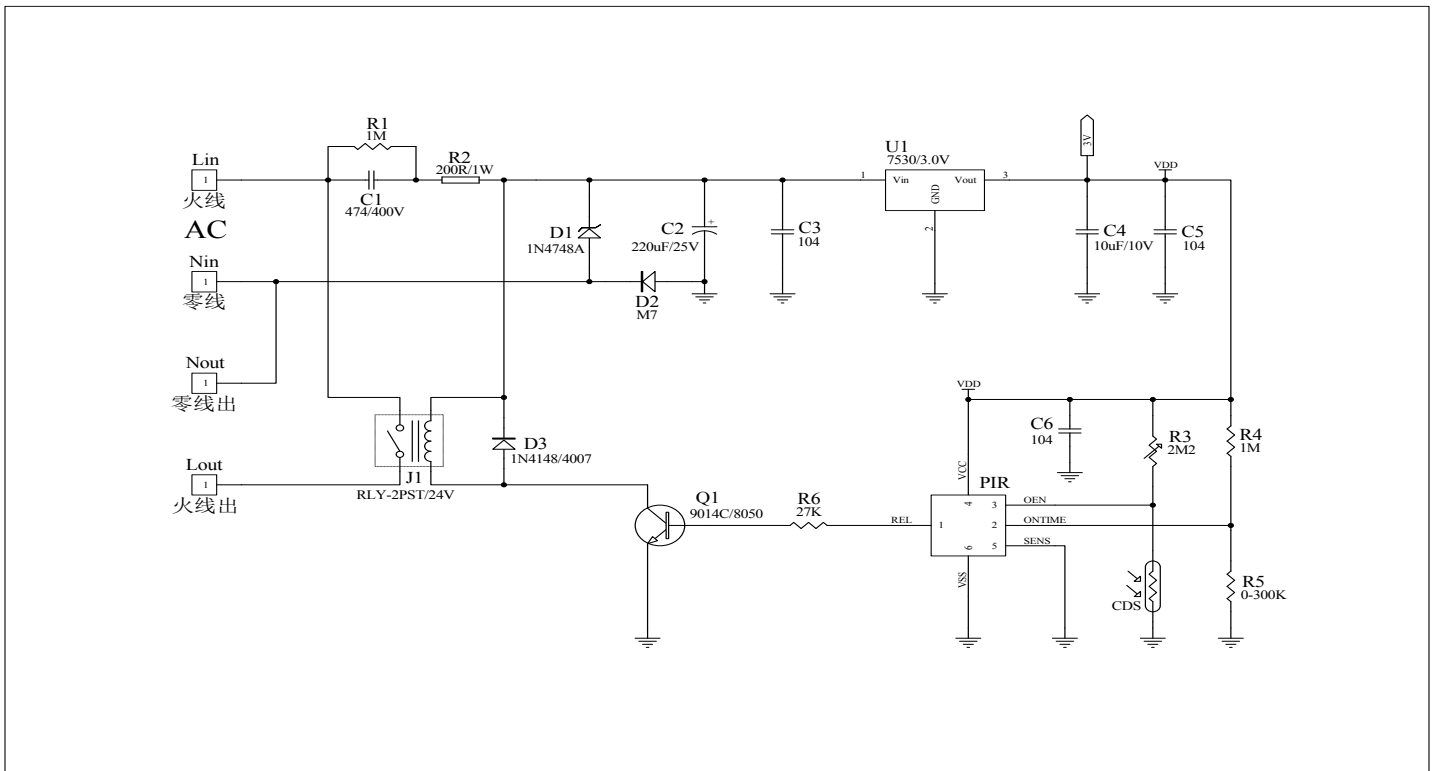 R1
1M
Lin
1
火线
R2
200R/1W
C1
474/400V
AC
Nin
1
零线
Nout
1
零线出
Lout
1
火线出
D1
1N4748A
C2
+
220uF/25V
D2
M7
C3
104
U1
7530/3.0V
1
Vin
Vout
3
GND
2
3V
VDD
C4
10uF/10V
C5
104
J1
RLY-2PST/24V
D3
1N4148/4007
Q1
9014C/8050
R6
27K
REL
VDD
C6
104
VCC
PIR
4
3
OEN
1
2
ONTIME
5
SENS
6
VSS
R3
2M2
R4
1M
CDS
R5
0-300K